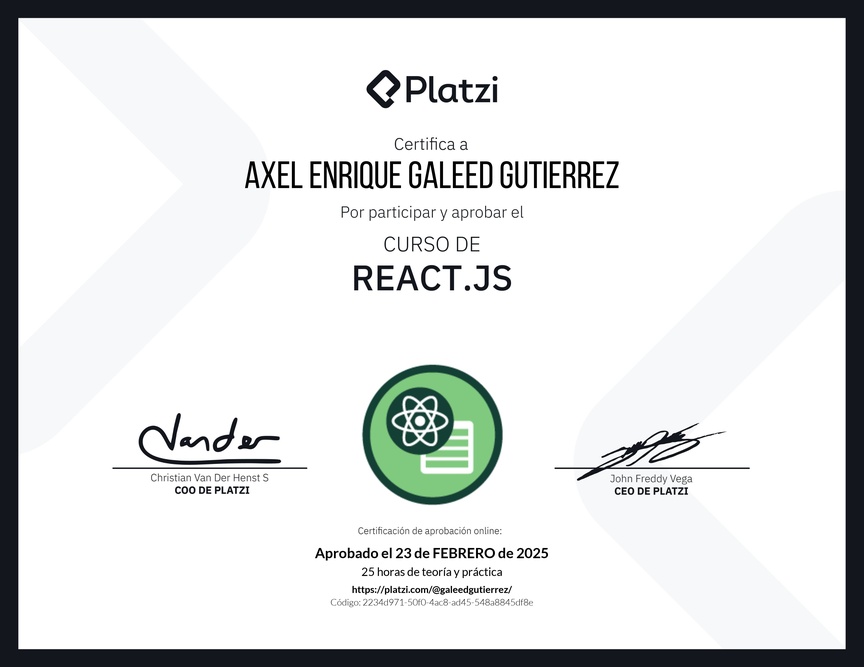 Platzi
Certifica a
AXEL ENRIQUE GALEED GUTIERREZ
Por participar y aprobar el
CURSO DE
REACT.JS
Vander
Christian Van Der Henst S
COO DE PLATZI
John Freddy Vega
CEO DE PLATZI
Certificación de aprobación online:
Aprobado el 23 de FEBRERO de 2025
25 horas de teoría y práctica
https://platzi.com/@galeedgutierrez/
Código: 2234d971-50f0-4ac8-ad45-548a8845df8e